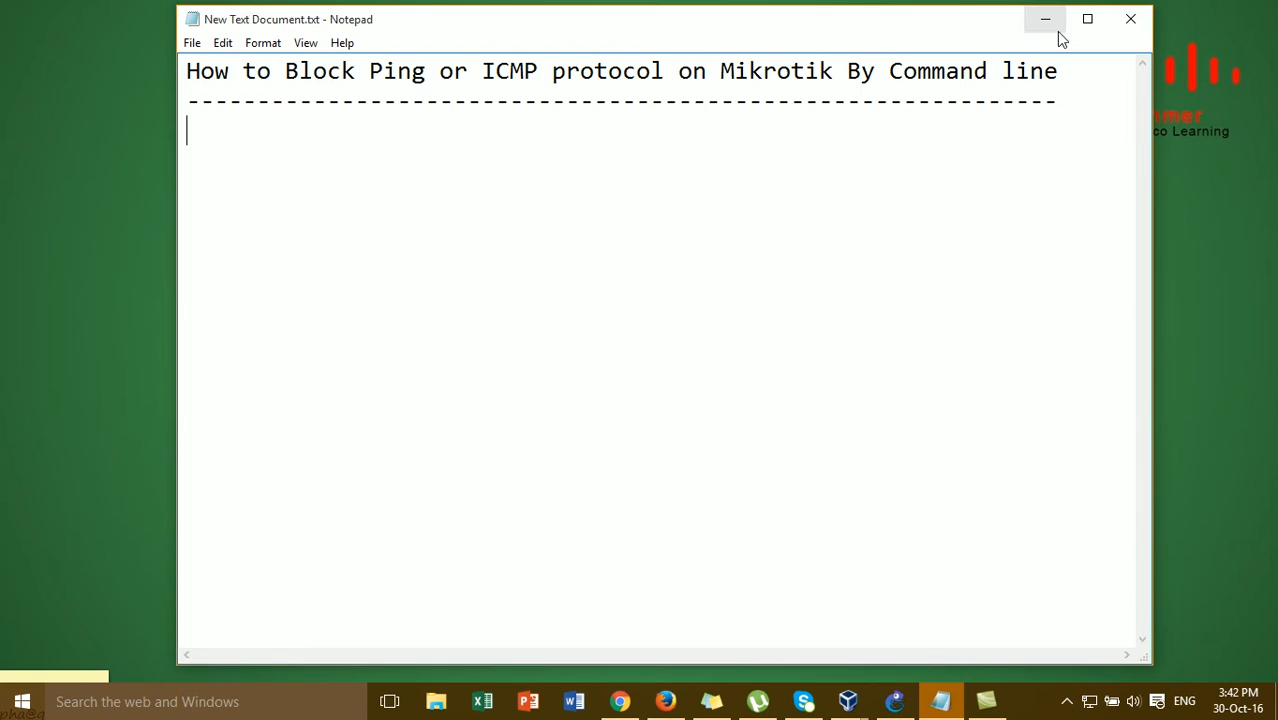 New Text Document.txt - Notepad
File Edit Format View Help
How to Block Ping or ICMP protocol on Mikrotik By Command line
--------------------------------------------------------------
co Learning
Search the web and Windows
ENG
3:42 PM
30-Oct-16